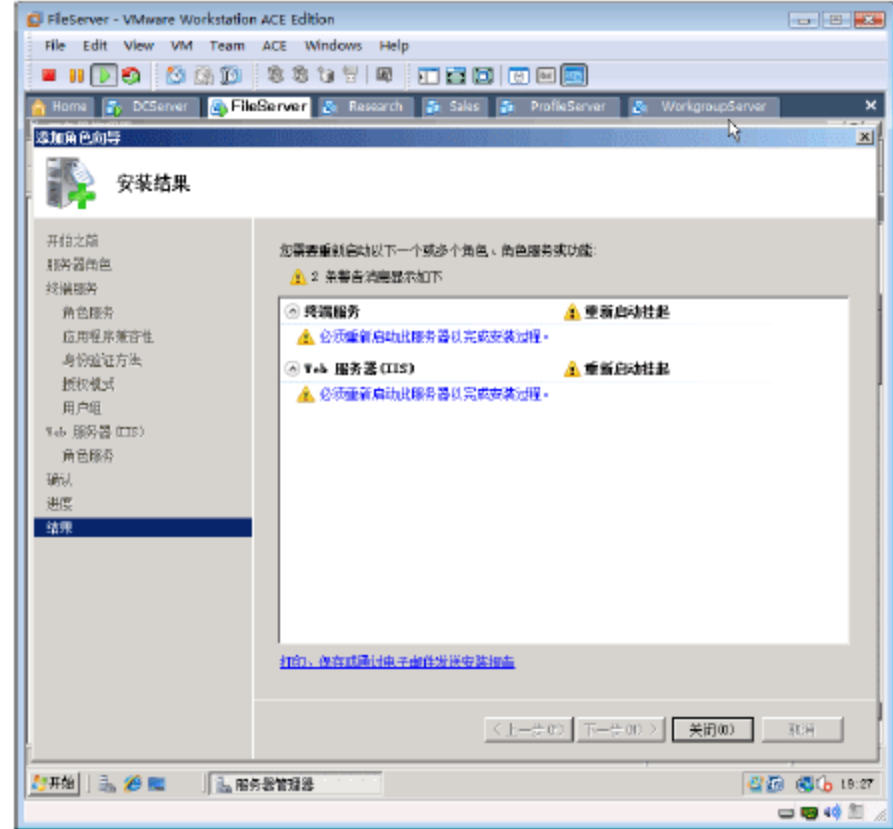 FileServer - VMware Workstation ACE Edition
File Edit View VM Team ACE Windows Help
Home DCServer FileServer Research Sales ProfileServer WorkgroupServer
添加角色向导
安装结果
开始之前
服务器角色
终端服务
角色服务
应用程序兼容性
身份验证方法
授权模式
用户组
Web 服务器(IIS)
角色服务
确认
进度
结果
您需要重新启动以下一个或多个角色、角色服务或功能:
2 条警告消息显示如下
终端服务 重新启动挂起
必须重新启动此服务器以完成安装过程。
Web 服务器(IIS) 重新启动挂起
必须重新启动此服务器以完成安装过程。
打印、保存或通过电子邮件发送安装报告
<上一步(P) 下一步(N) > 关闭(O) 取消
开始 服务器管理器 19:27